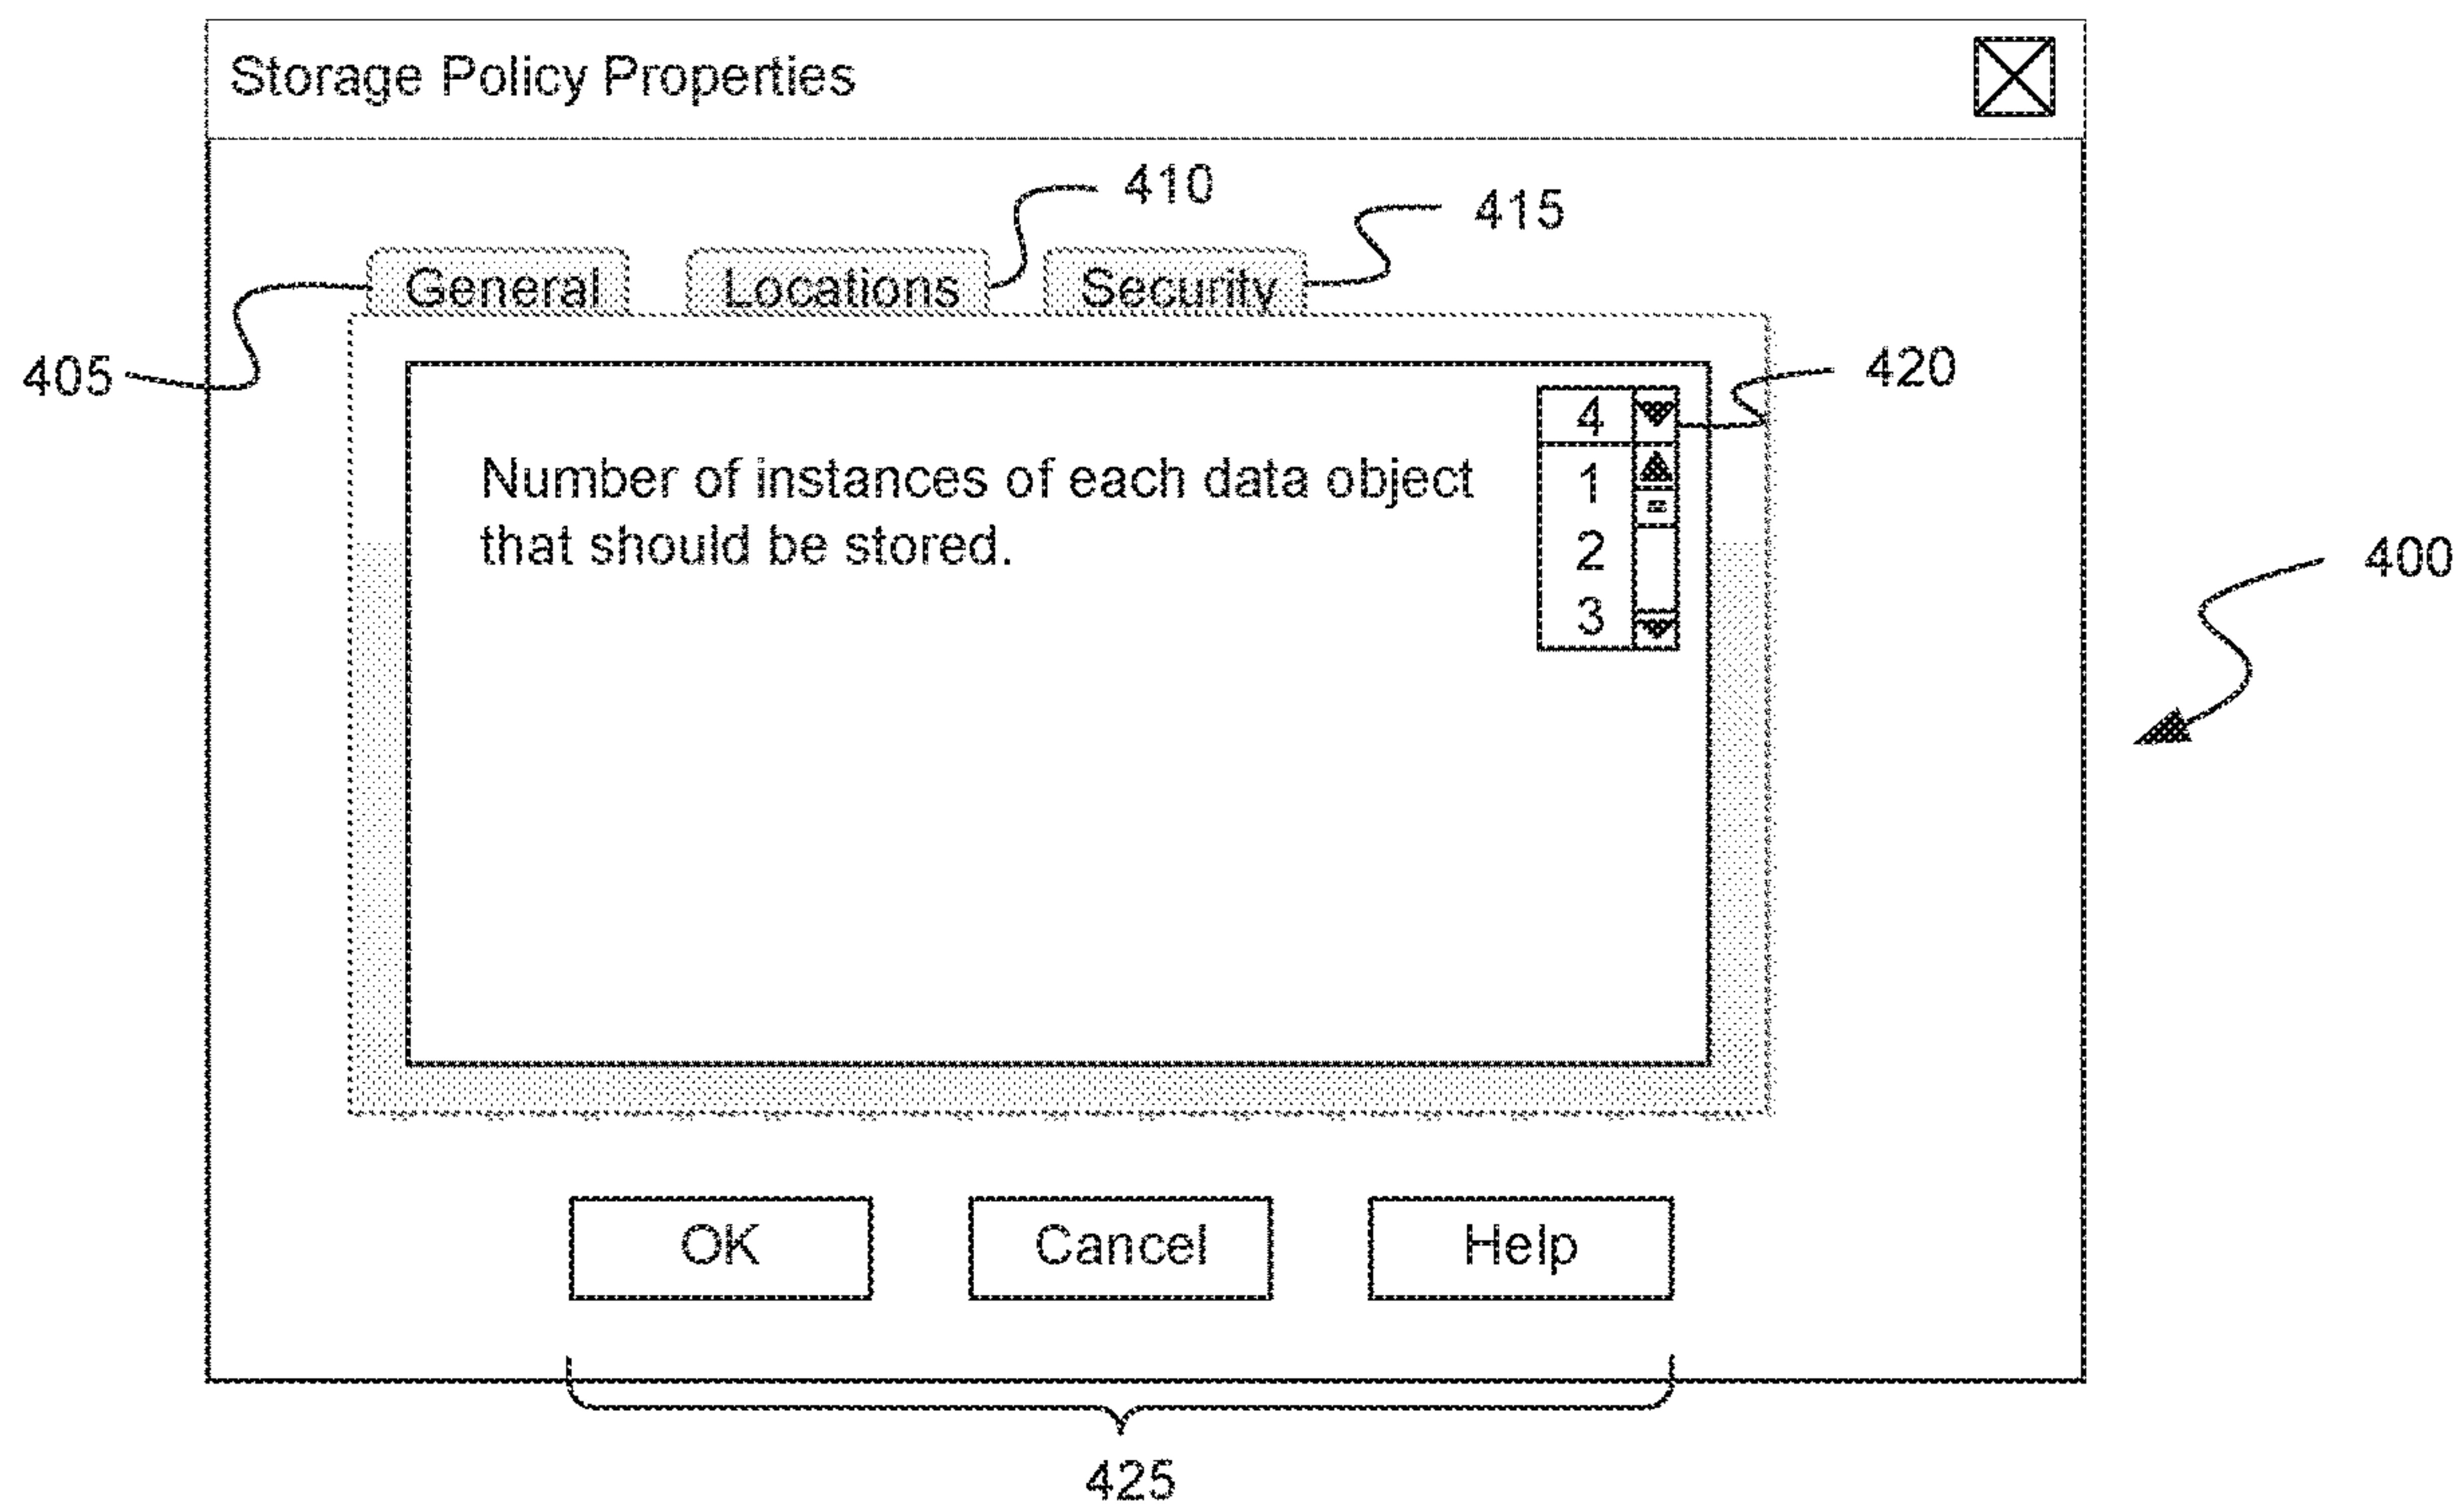 Storage Policy Properties
410
415
General Locations Security
405
420
4
1
Number of instances of each data object
that should be stored.
2
3
400
OK Cancel Help
425